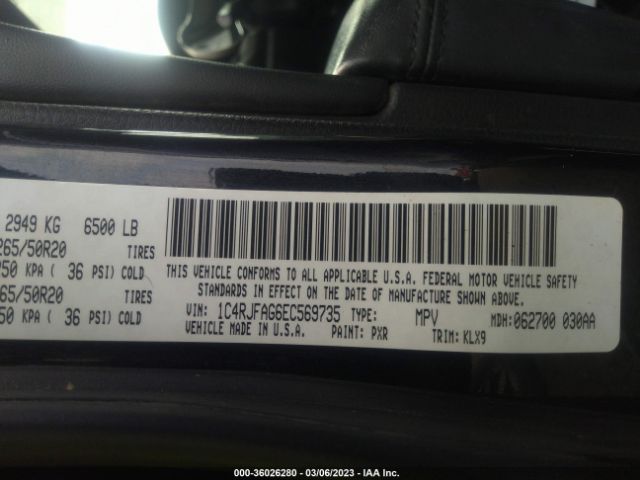 2949 KG 6500 LB
265/50R20 TIRES
250 KPA ( 36 PSI) COLD
65/50R20 TIRES
50 KPA ( 36 PSI) COLD
THIS VEHICLE CONFORMS TO ALL APPLICABLE U.S.A. FEDERAL MOTOR VEHICLE SAFETY
STANDARDS IN EFFECT ON THE DATE OF MANUFACTURE SHOWN ABOVE.
VIN: 1C4RJFAG6EC569735 TYPE: MPV MDH: 062700 030AA
VEHICLE MADE IN U.S.A. PAINT: PXR TRIM: KLX9
000-36026280 - 03/06/2023 - IAA Inc.